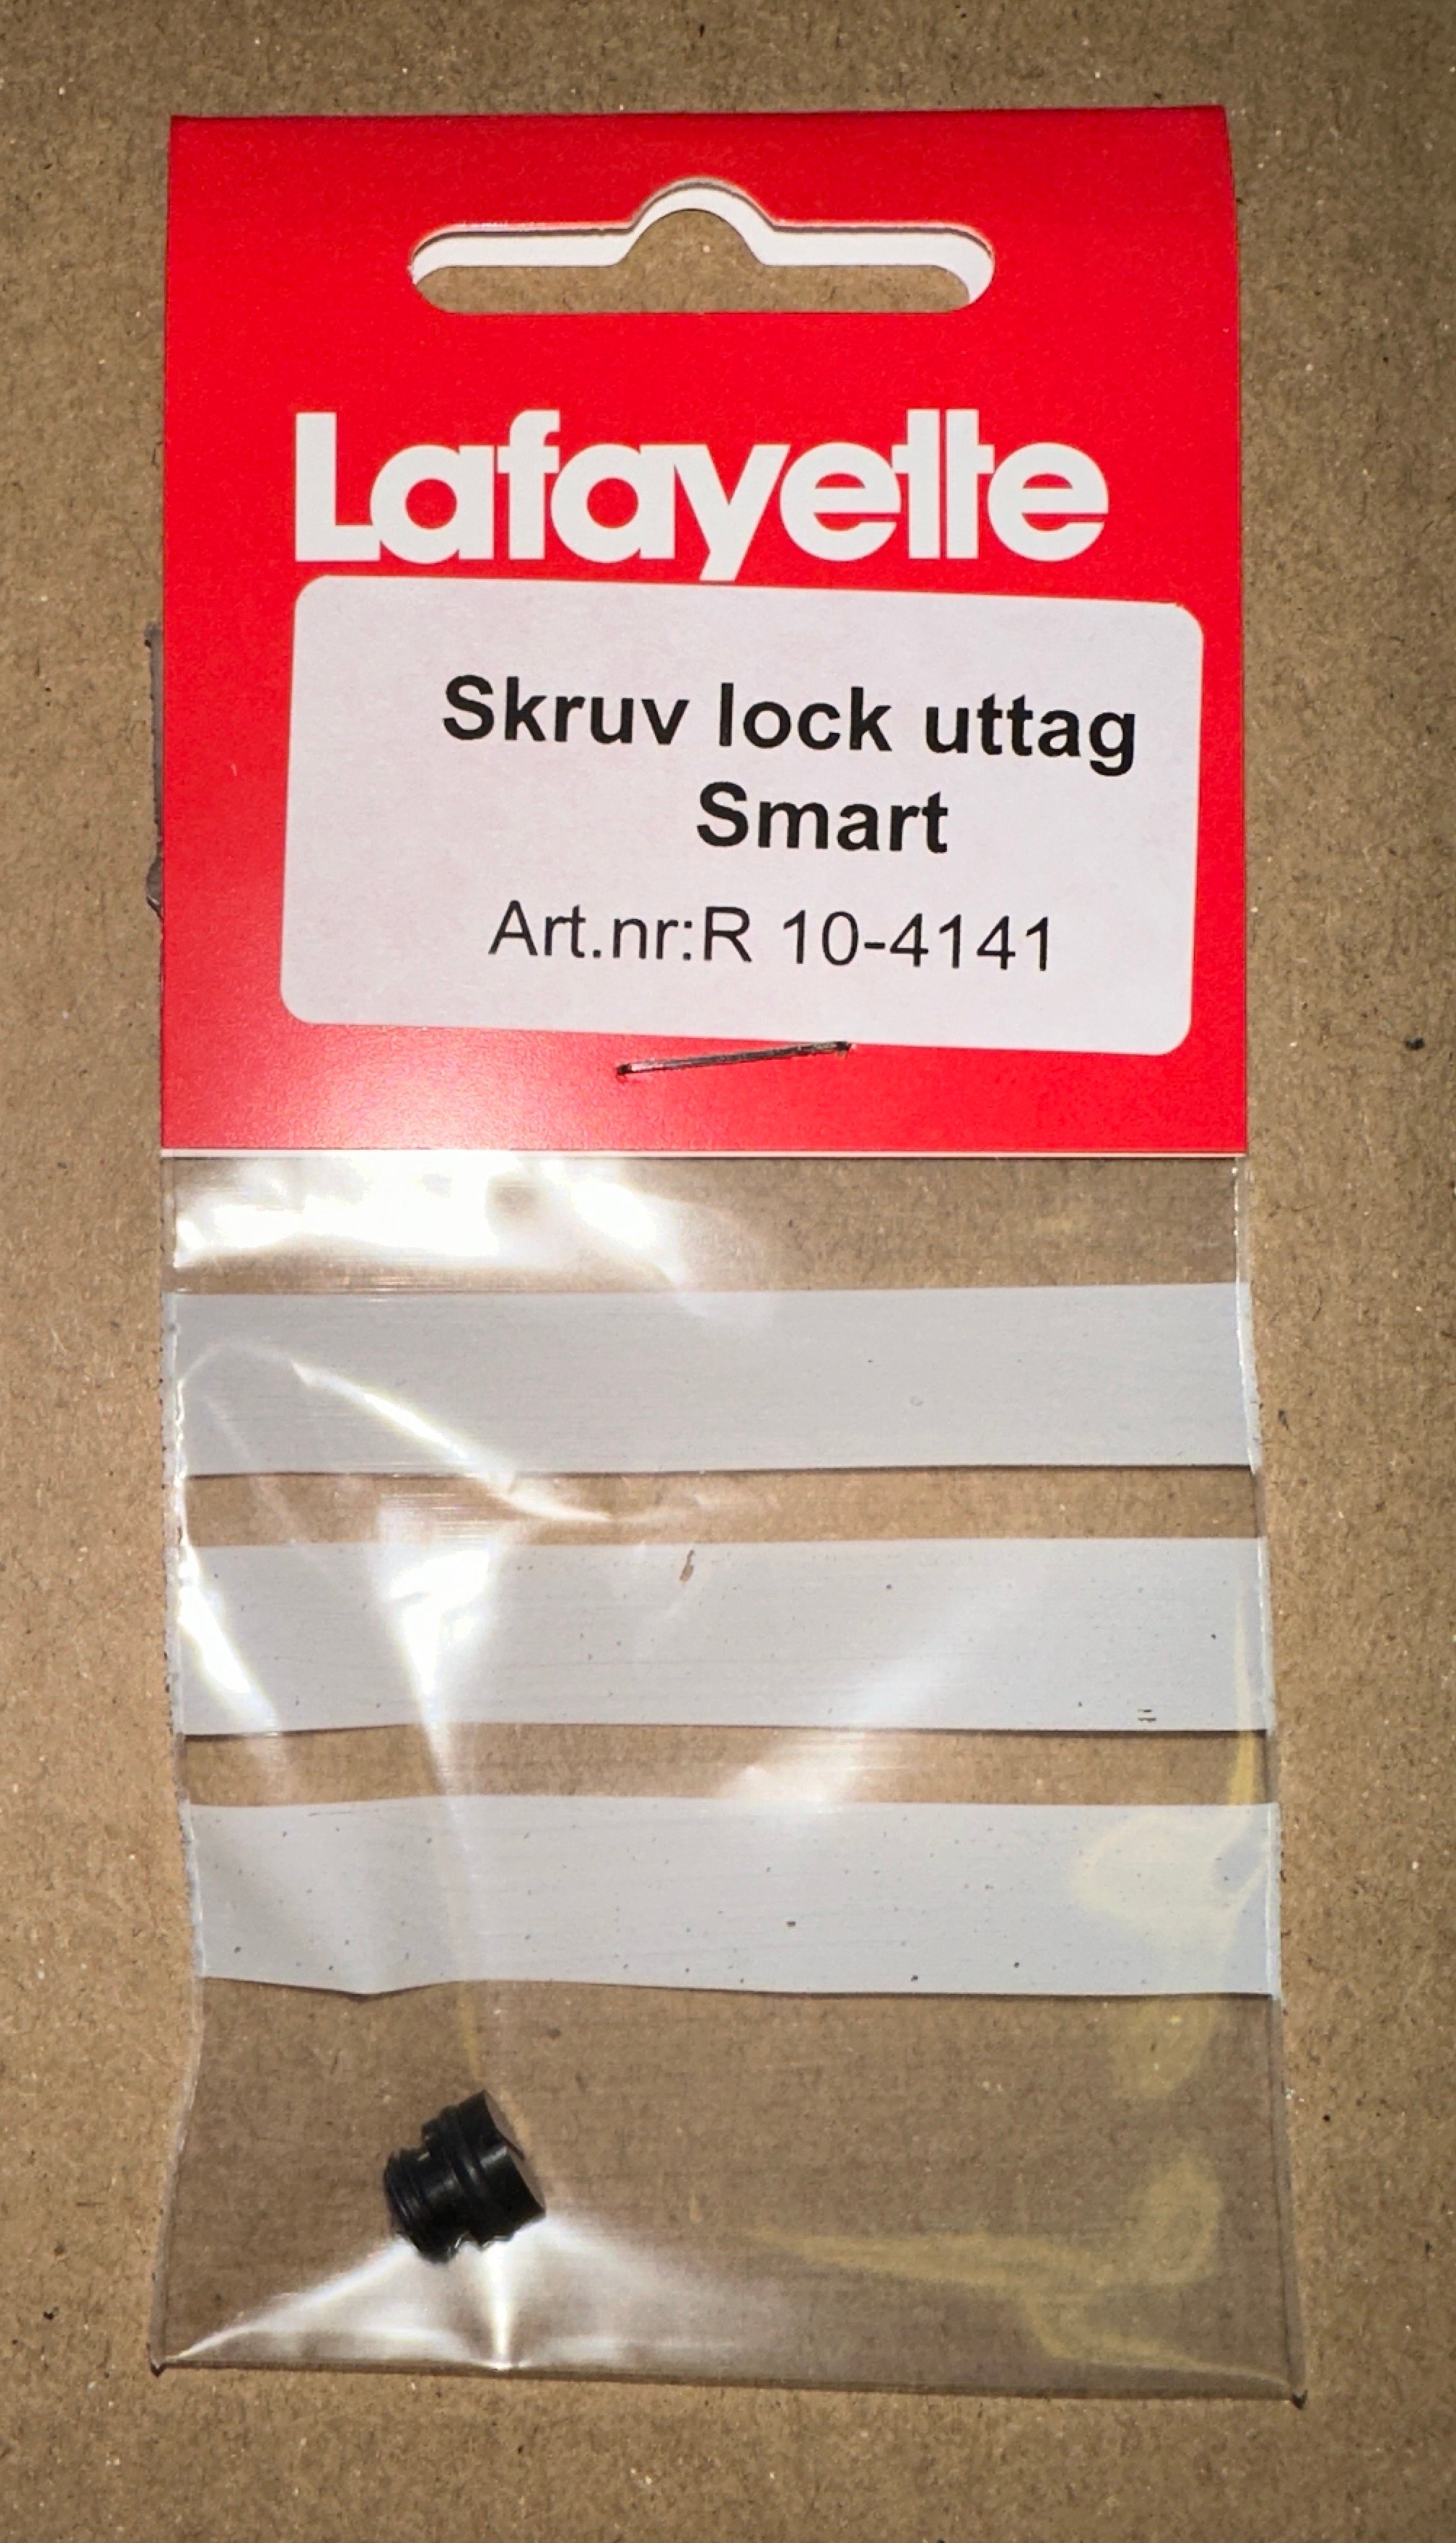 Lafayette
Skruv lock uttag
Smart
Art.nr:R 10-4141